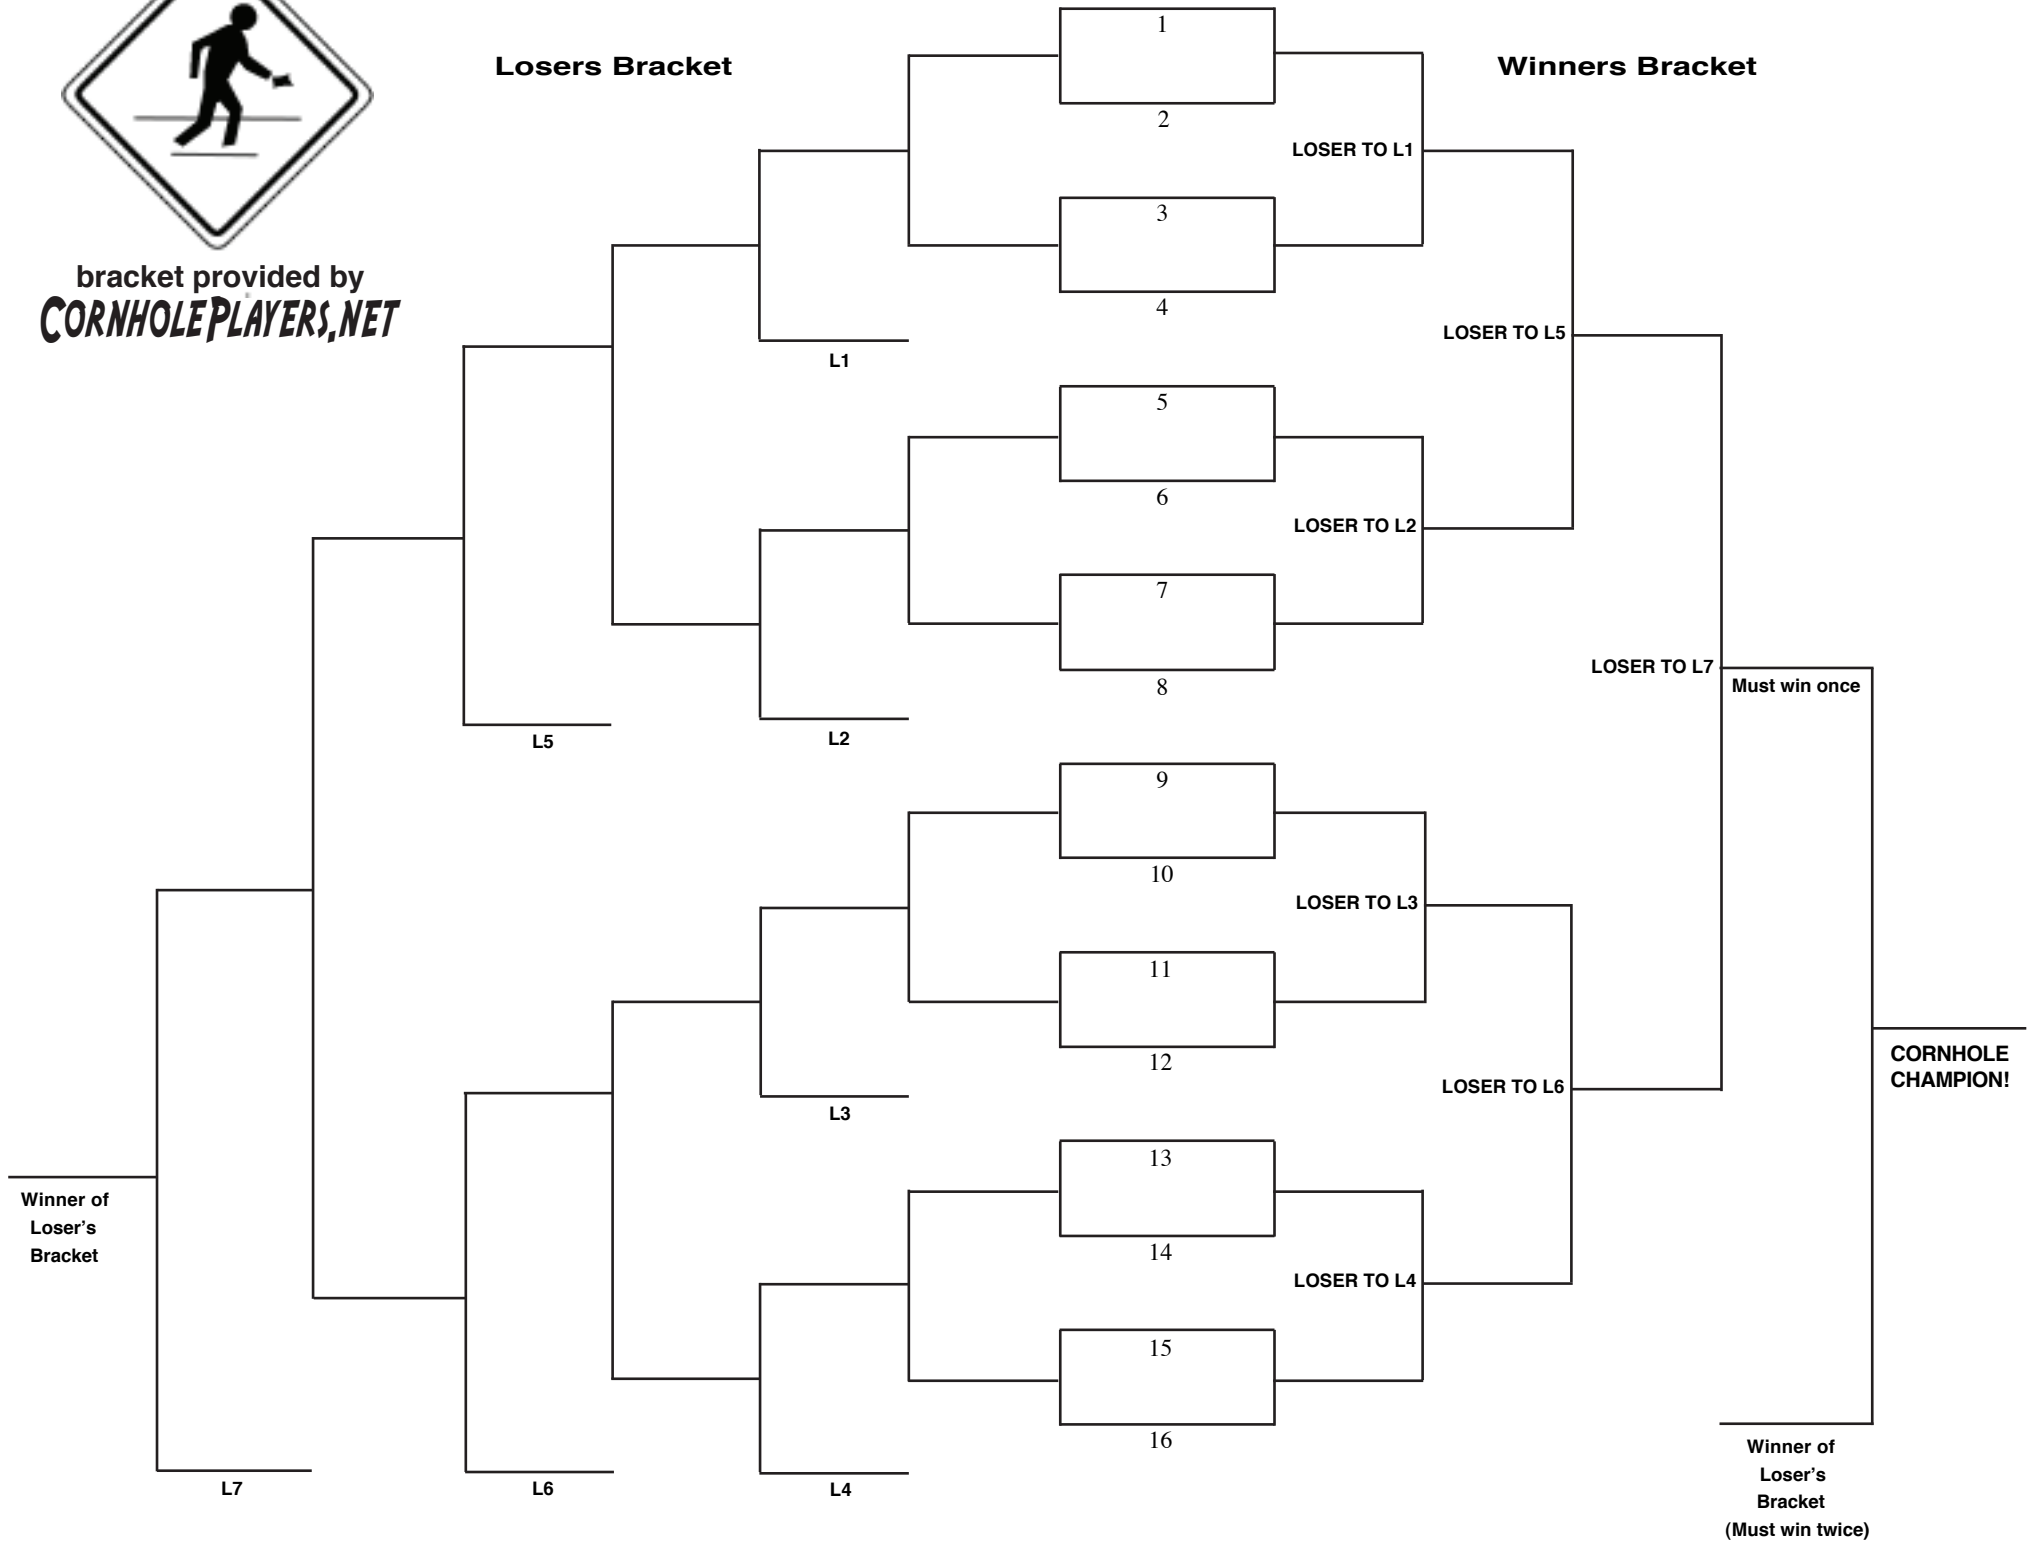 Losers Bracket
Winners Bracket
bracket provided by
CORNHOLEPLAYERS.NET
1
2
LOSER TO L1
3
4
LOSER TO L5
L1
5
6
LOSER TO L2
7
8
LOSER TO L7
Must win once
L5
L2
9
10
LOSER TO L3
11
12
CORNHOLE
CHAMPION!
LOSER TO L6
L3
13
14
LOSER TO L4
Winner of
Loser’s
Bracket
15
16
L7
L6
L4
Winner of
Loser’s
Bracket
(Must win twice)